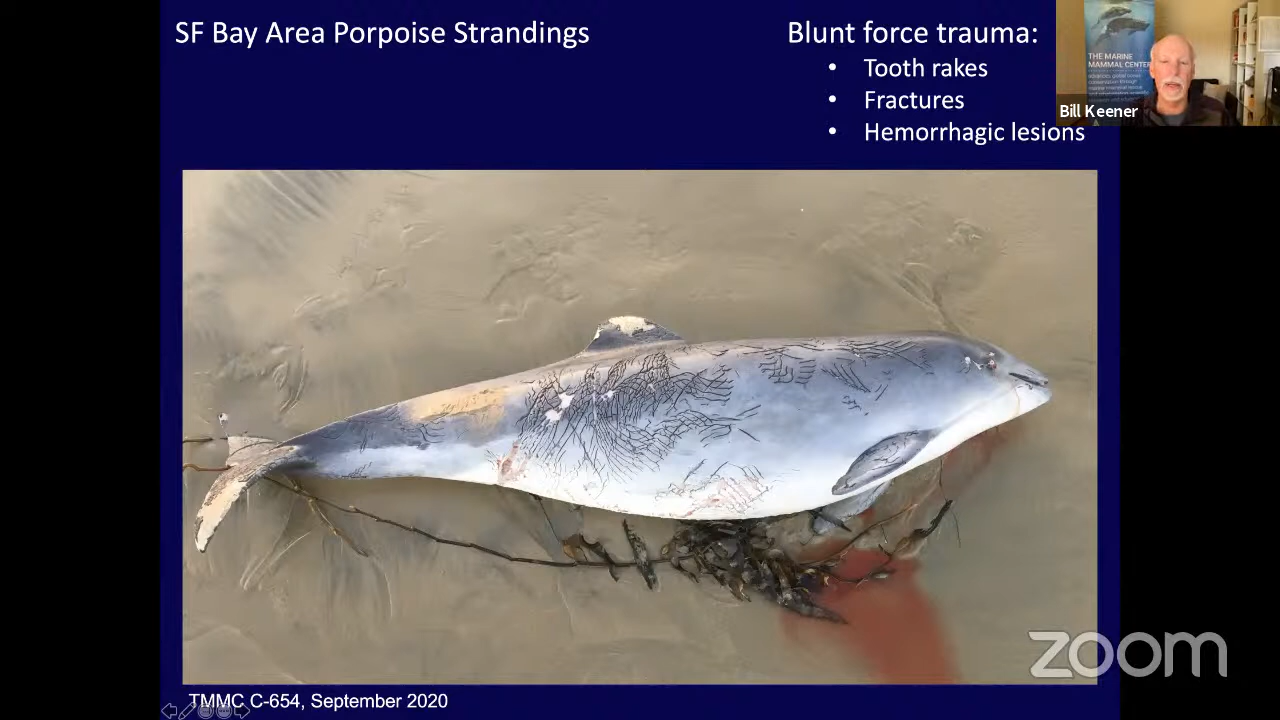 SF Bay Area Porpoise Strandings
Blunt force trauma:
• Tooth rakes
• Fractures
• Hemorrhagic lesions
THE MARINE
MAMMAL CENTER
Bill Keener
zoom
TMMC C-654, September 2020